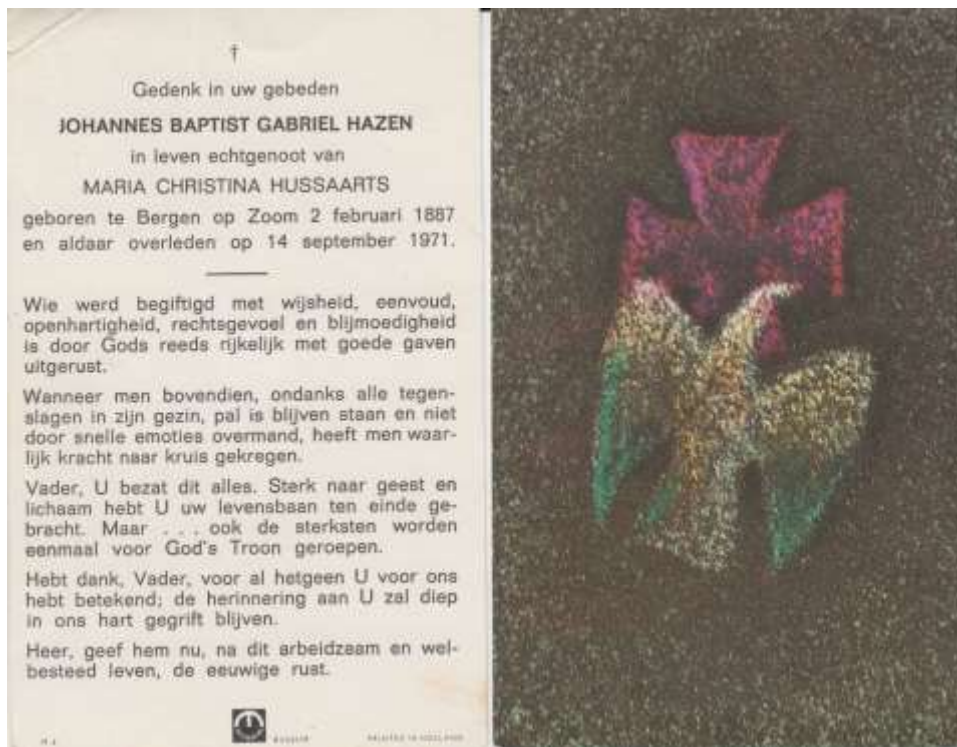 †
Gedenk in uw gebeden
JOHANNES BAPTIST GABRIEL HAZEN
in leven echtgenoot van
MARIA CHRISTINA HUSSAARTS
geboren te Bergen op Zoom 2 februari 1887
en aldaar overleden op 14 september 1971.
Wie werd begiftigd met wijsheid, eenvoud,
openhartigheid, rechtsgevoel en blijmoedigheid
is door Gods reeds rijkelijk met goede gaven
uitgerust.
Wanneer men bovendien, ondanks alle tegen-
slagen in zijn gezin, pal is blijven staan en niet
door snelle emoties overmand, heeft men waar-
lijk kracht naar kruis gekregen.
Vader, U bezat dit alles. Sterk naar geest en
lichaam hebt U uw levensbaan ten einde ge-
bracht. Maar . . . ook de sterksten worden
eenmaal voor God's Troon geroepen.
Hebt dank, Vader, voor al hetgeen U voor ons
hebt betekend; de herinnering aan U zal diep
in ons hart gegrift blijven.
Heer, geef hem nu, na dit arbeidzaam en wel-
besteed leven, de eeuwige rust.